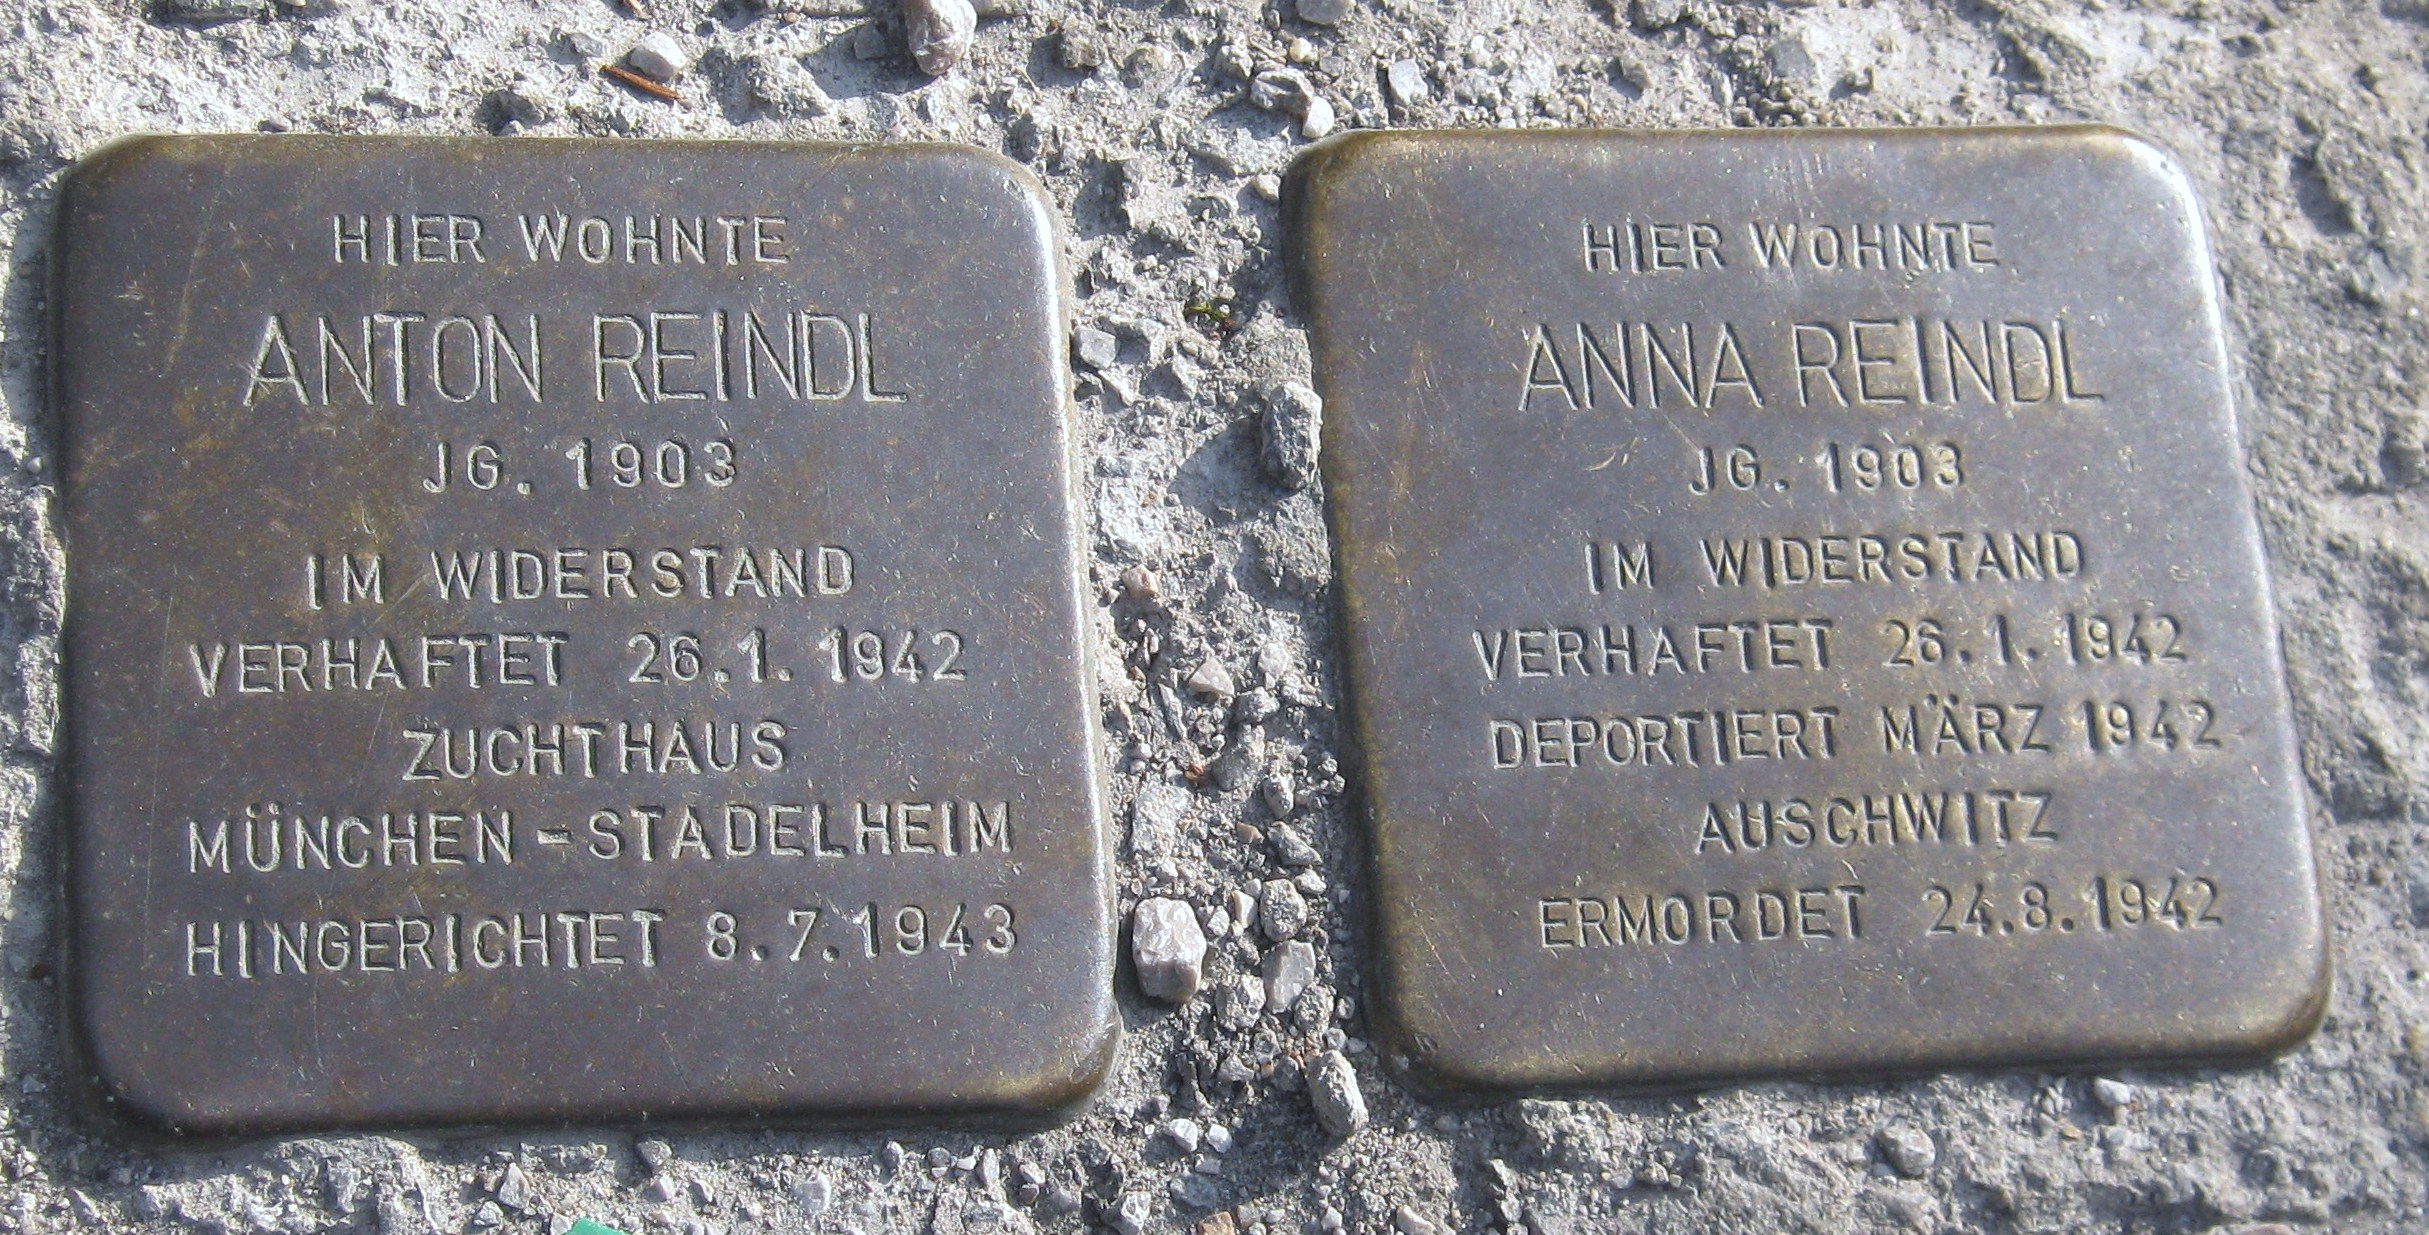 HIER WOHNTE
ANTON REINDL
JG. 1903
IM WIDERSTAND
VERHAFTET 26.1.1942
ZUCHTHAUS
MÜNCHEN-STADELHEIM
HINGERICHTET 8.7.1943
HIER WOHNTE
ANNA REINDL
JG. 1903
IM WIDERSTAND
VERHAFTET 26.1.1942
DEPORTIERT MÄRZ 1942
AUSCHWITZ
ERMORDET 24.8.1942